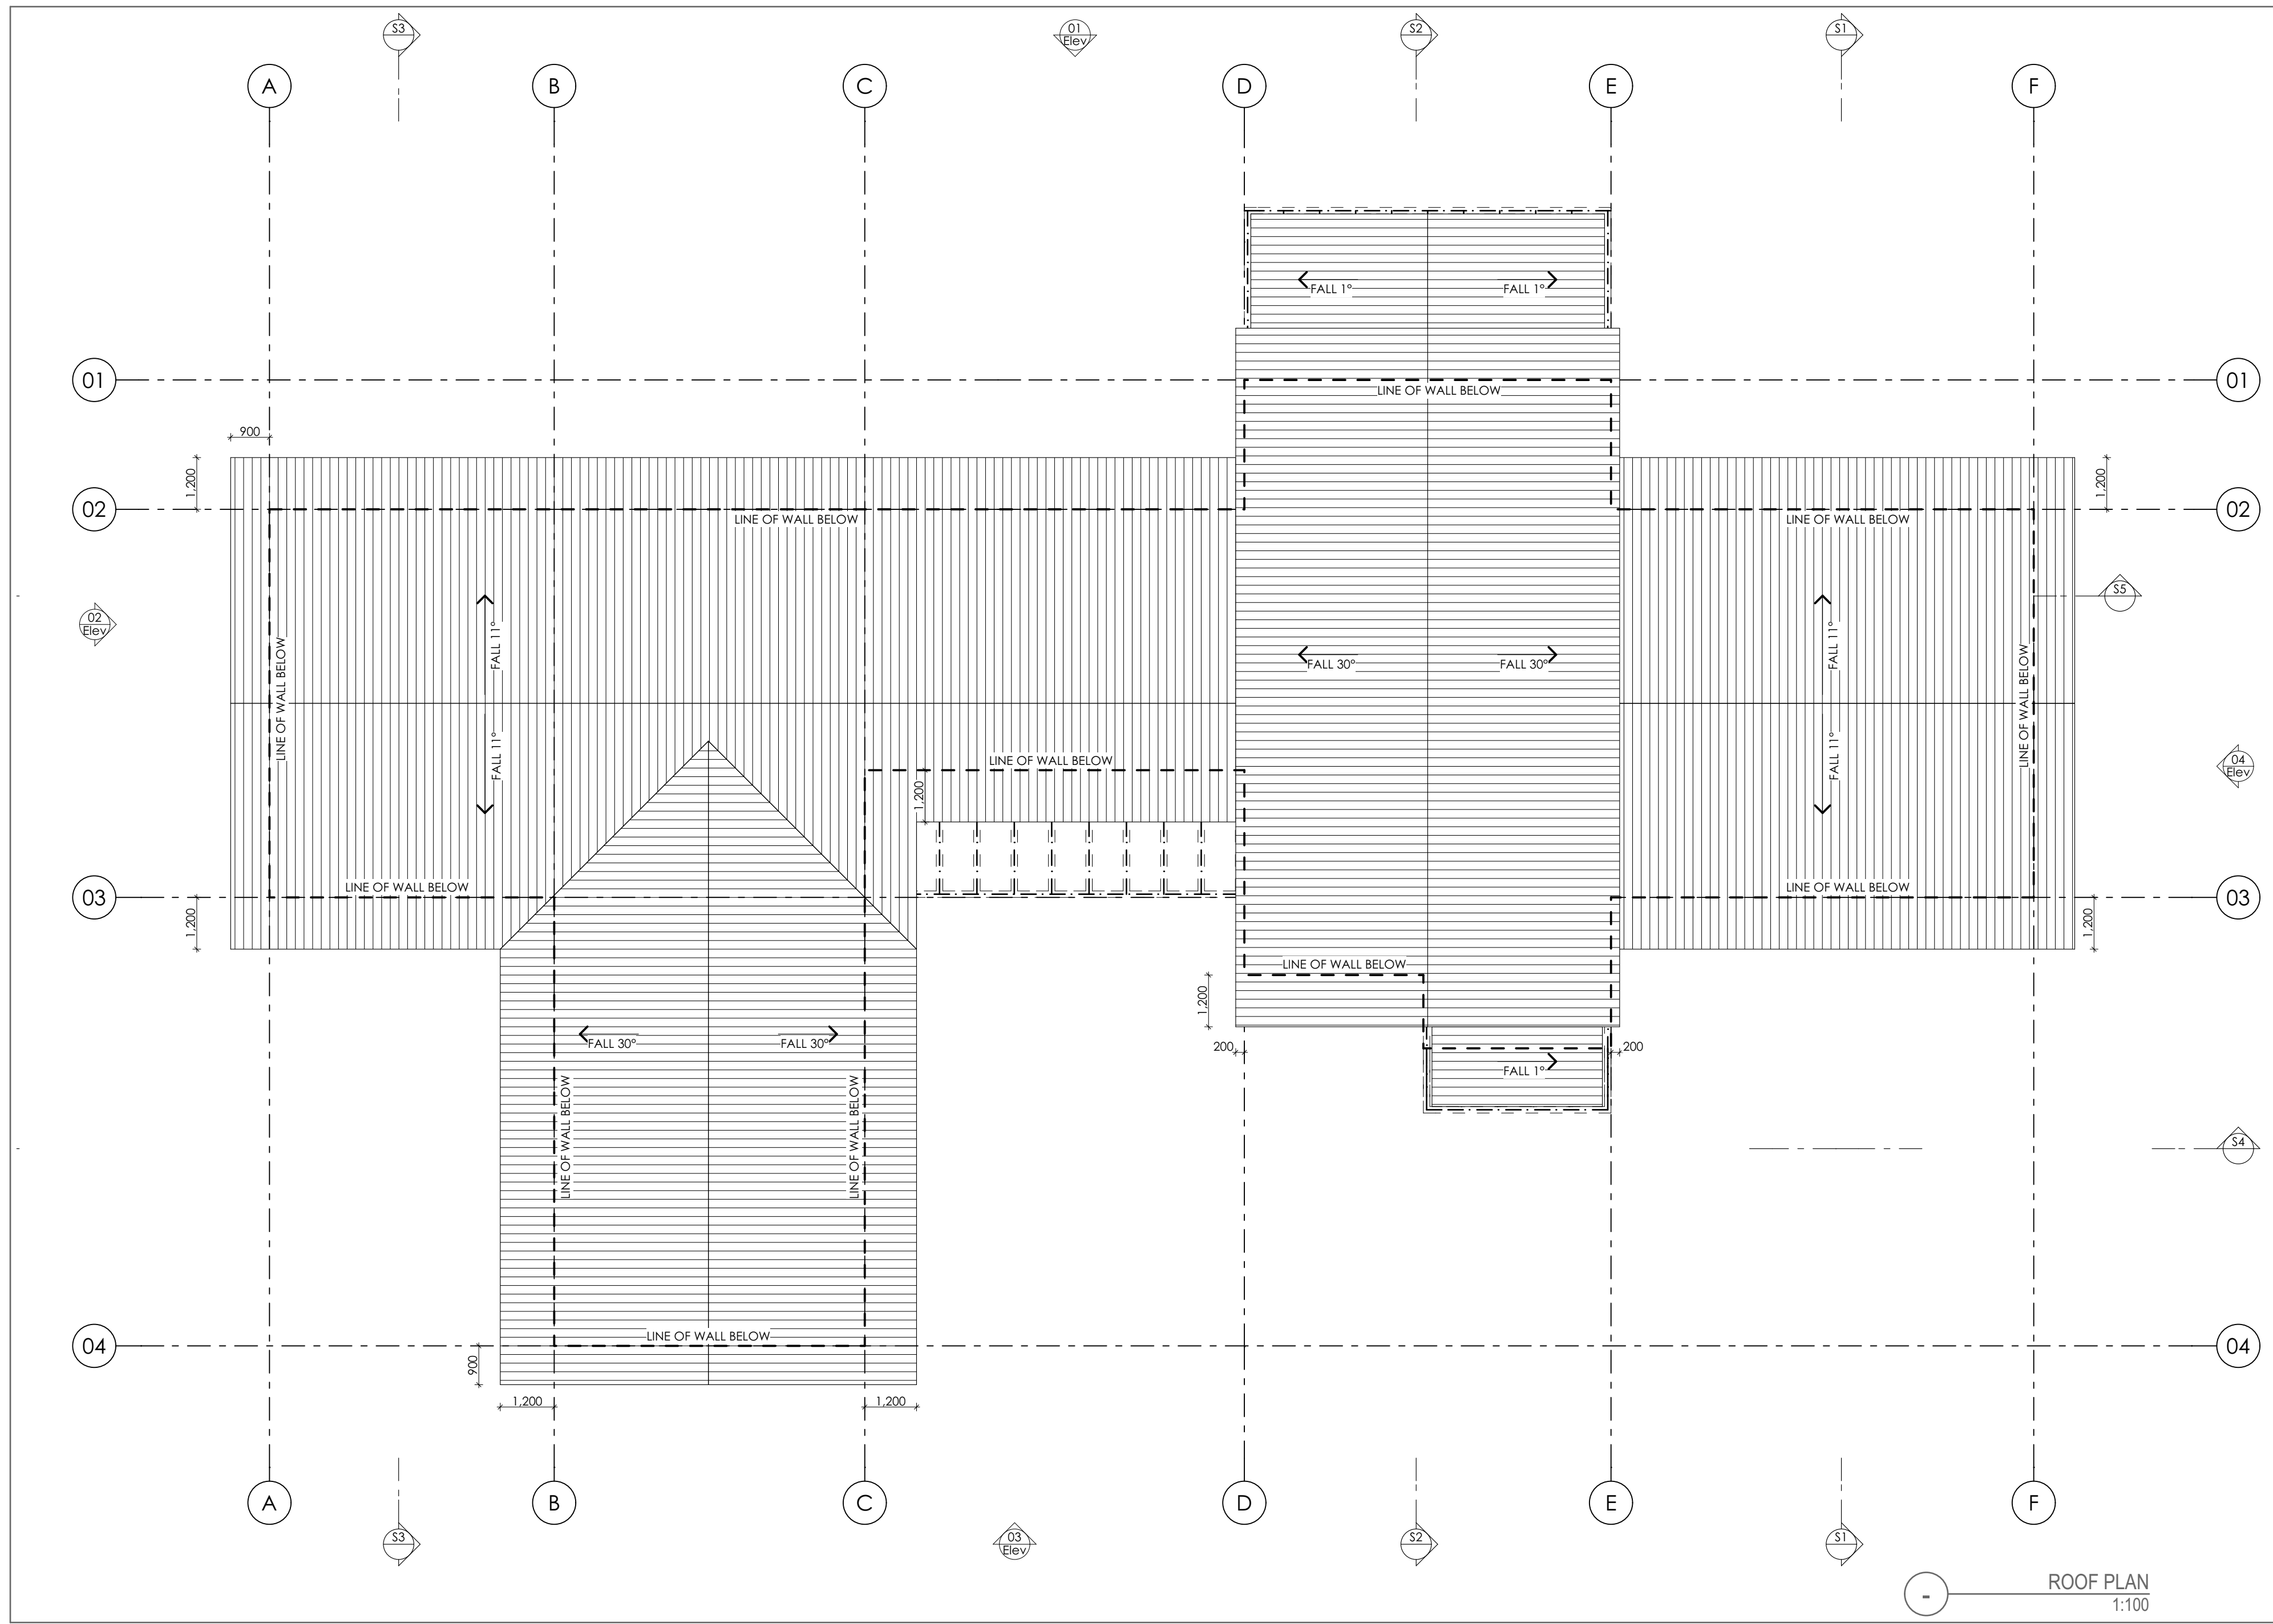 S3
01
Elev
S2
S1
A
B
C
D
E
F
FALL 1°
FALL 1°
01
LINE OF WALL BELOW
01
900
1,200
1,200
02
LINE OF WALL BELOW
LINE OF WALL BELOW
02
S5
02
Elev
LINE OF WALL BELOW
FALL 11°
FALL 11°
FALL 30°
FALL 30°
FALL 11°
FALL 11°
LINE OF WALL BELOW
04
Elev
LINE OF WALL BELOW
1,200
03
LINE OF WALL BELOW
LINE OF WALL BELOW
03
1,200
1,200
LINE OF WALL BELOW
1,200
FALL 30°
FALL 30°
200
200
FALL 1°
LINE OF WALL BELOW
LINE OF WALL BELOW
S4
04
LINE OF WALL BELOW
04
900
1,200
1,200
A
B
C
D
E
F
S3
03
Elev
S2
S1
-
ROOF PLAN
1:100